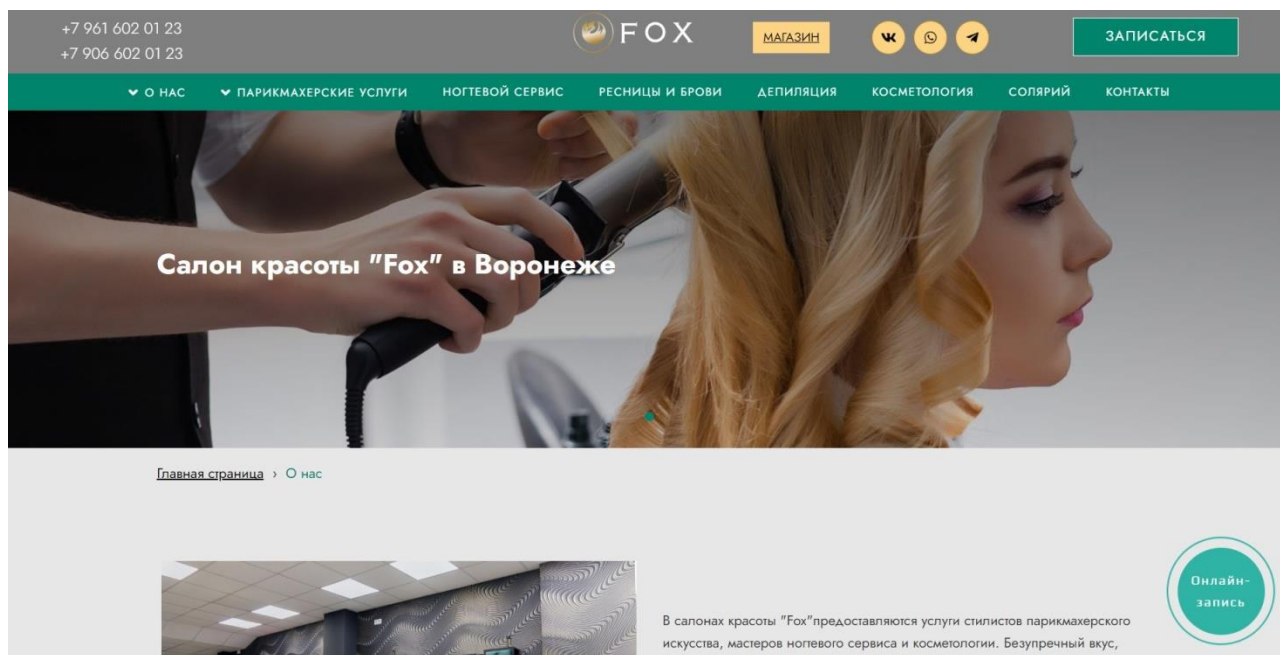 +7 961 602 01 23
+7 906 602 01 23
FOX
МАГАЗИН
ЗАПИСАТЬСЯ
О НАС ПАРИКМАХЕРСКИЕ УСЛУГИ НОГТЕВОЙ СЕРВИС РЕСНИЦЫ И БРОВИ ДЕПИЛЯЦИЯ КОСМЕТОЛОГИЯ СОЛЯРИЙ КОНТАКТЫ
Салон красоты "Fox" в Воронеже
Главная страница › О нас
В салонах красоты "Fox"предоставляются услуги стилистов парикмахерского
искусства, мастеров ногтевого сервиса и косметологии. Безупречный вкус,
Онлайн-
запись